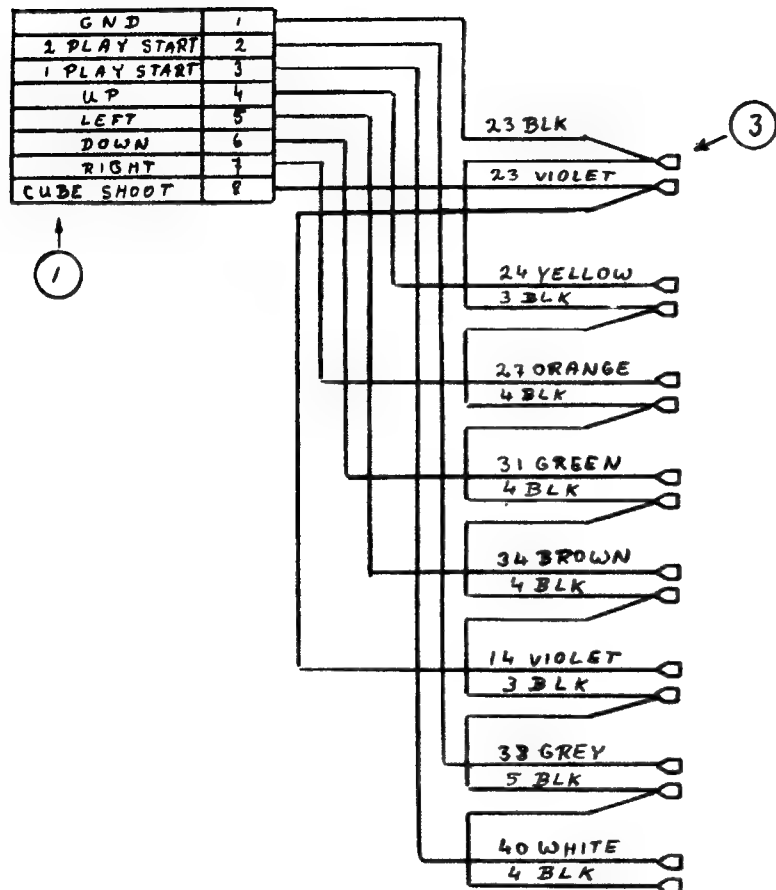 GND 1
2 PLAY START 2
1 PLAY START 3
UP 4
LEFT 5
DOWN 6
RIGHT 7
CUBE SHOOT 8
1
3
23 BLK
23 VIOLET
24 YELLOW
3 BLK
27 ORANGE
4 BLK
31 GREEN
4 BLK
34 BROWN
4 BLK
14 VIOLET
3 BLK
38 GREY
5 BLK
40 WHITE
4 BLK